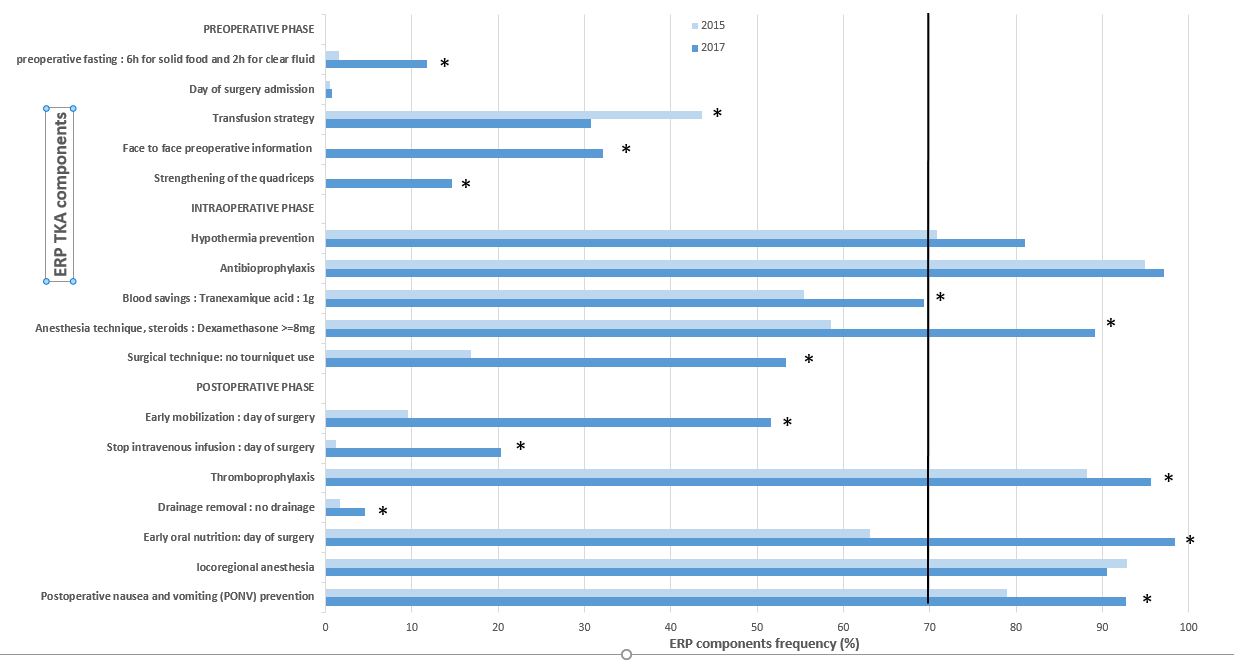 PREOPERATIVE PHASE
2015
2017
preoperative fasting : 6h for solid food and 2h for clear fluid
*
Day of surgery admission
Transfusion strategy
*
Face to face preoperative information
*
Strengthening of the quadriceps
*
ERP TKA components
INTRAOPERATIVE PHASE
Hypothermia prevention
Antibioprophylaxis
Blood savings : Tranexamique acid : 1g
*
Anesthesia technique, steroids : Dexamethasone >=8mg
*
Surgical technique: no tourniquet use
*
POSTOPERATIVE PHASE
Early mobilization : day of surgery
*
Stop intravenous infusion : day of surgery
*
Thromboprophylaxis
*
Drainage removal : no drainage
*
Early oral nutrition: day of surgery
*
locoregional anesthesia
Postoperative nausea and vomiting (PONV) prevention
*
0 10 20 30 40 50 60 70 80 90 100
ERP components frequency (%)